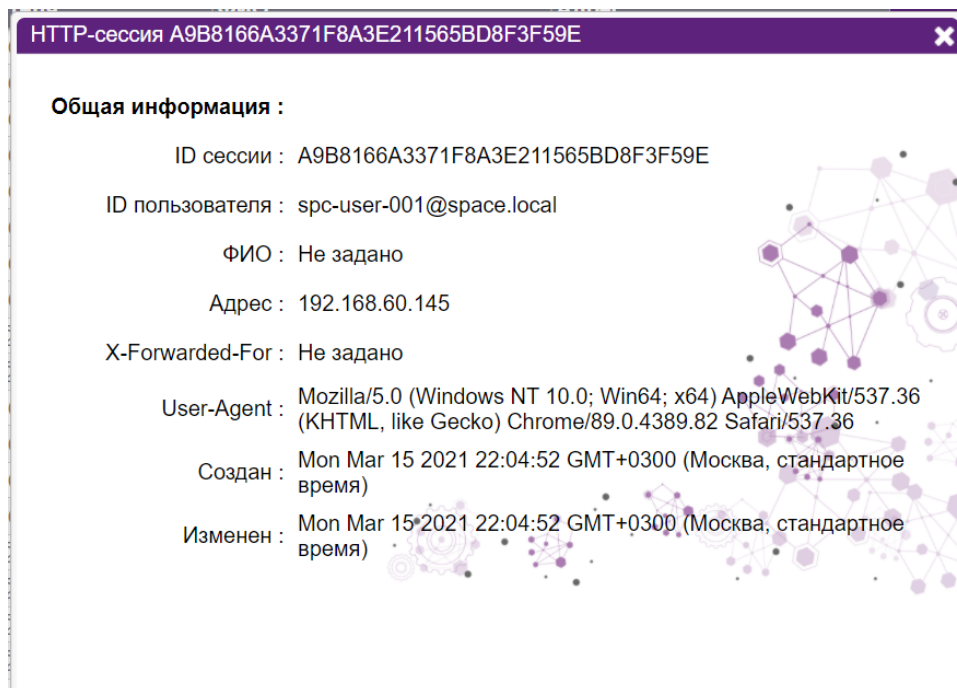 HTTP-сессия A9B8166A3371F8A3E211565BD8F3F59E
Общая информация :
ID сессии : A9B8166A3371F8A3E211565BD8F3F59E
ID пользователя : spc-user-001@space.local
ФИО : Не задано
Адрес : 192.168.60.145
X-Forwarded-For : Не задано
User-Agent : Mozilla/5.0 (Windows NT 10.0; Win64; x64) AppleWebKit/537.36
(KHTML, like Gecko) Chrome/89.0.4389.82 Safari/537.36
Создан : Mon Mar 15 2021 22:04:52 GMT+0300 (Москва, стандартное
время)
Изменен : Mon Mar 15 2021 22:04:52 GMT+0300 (Москва, стандартное
время)